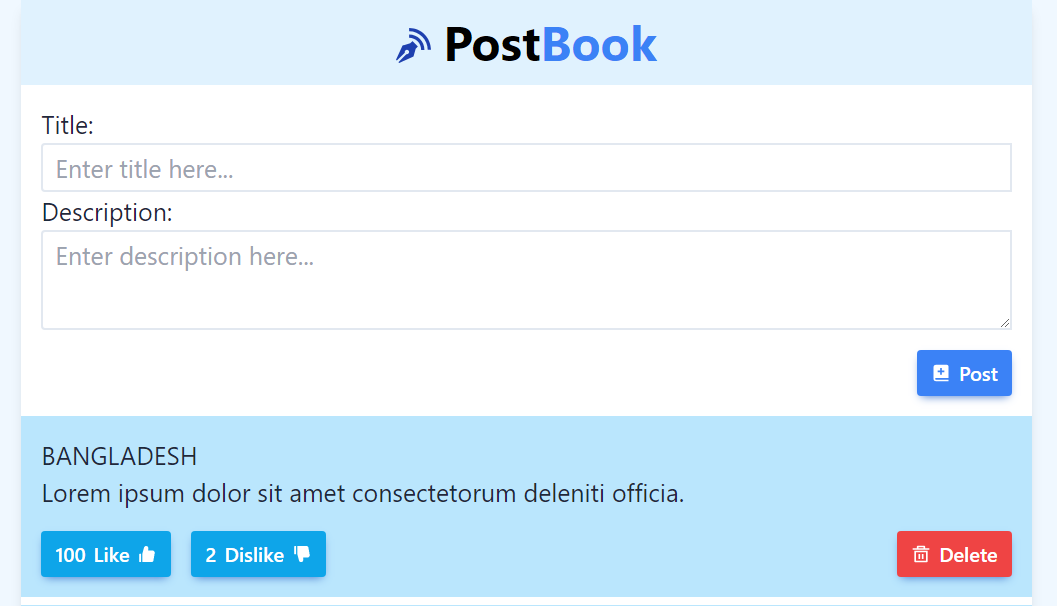 PostBook
Title:
Enter title here...
Description:
Enter description here...
Post
BANGLADESH
Lorem ipsum dolor sit amet consectetorum deleniti officia.
100 Like
2 Dislike
Delete